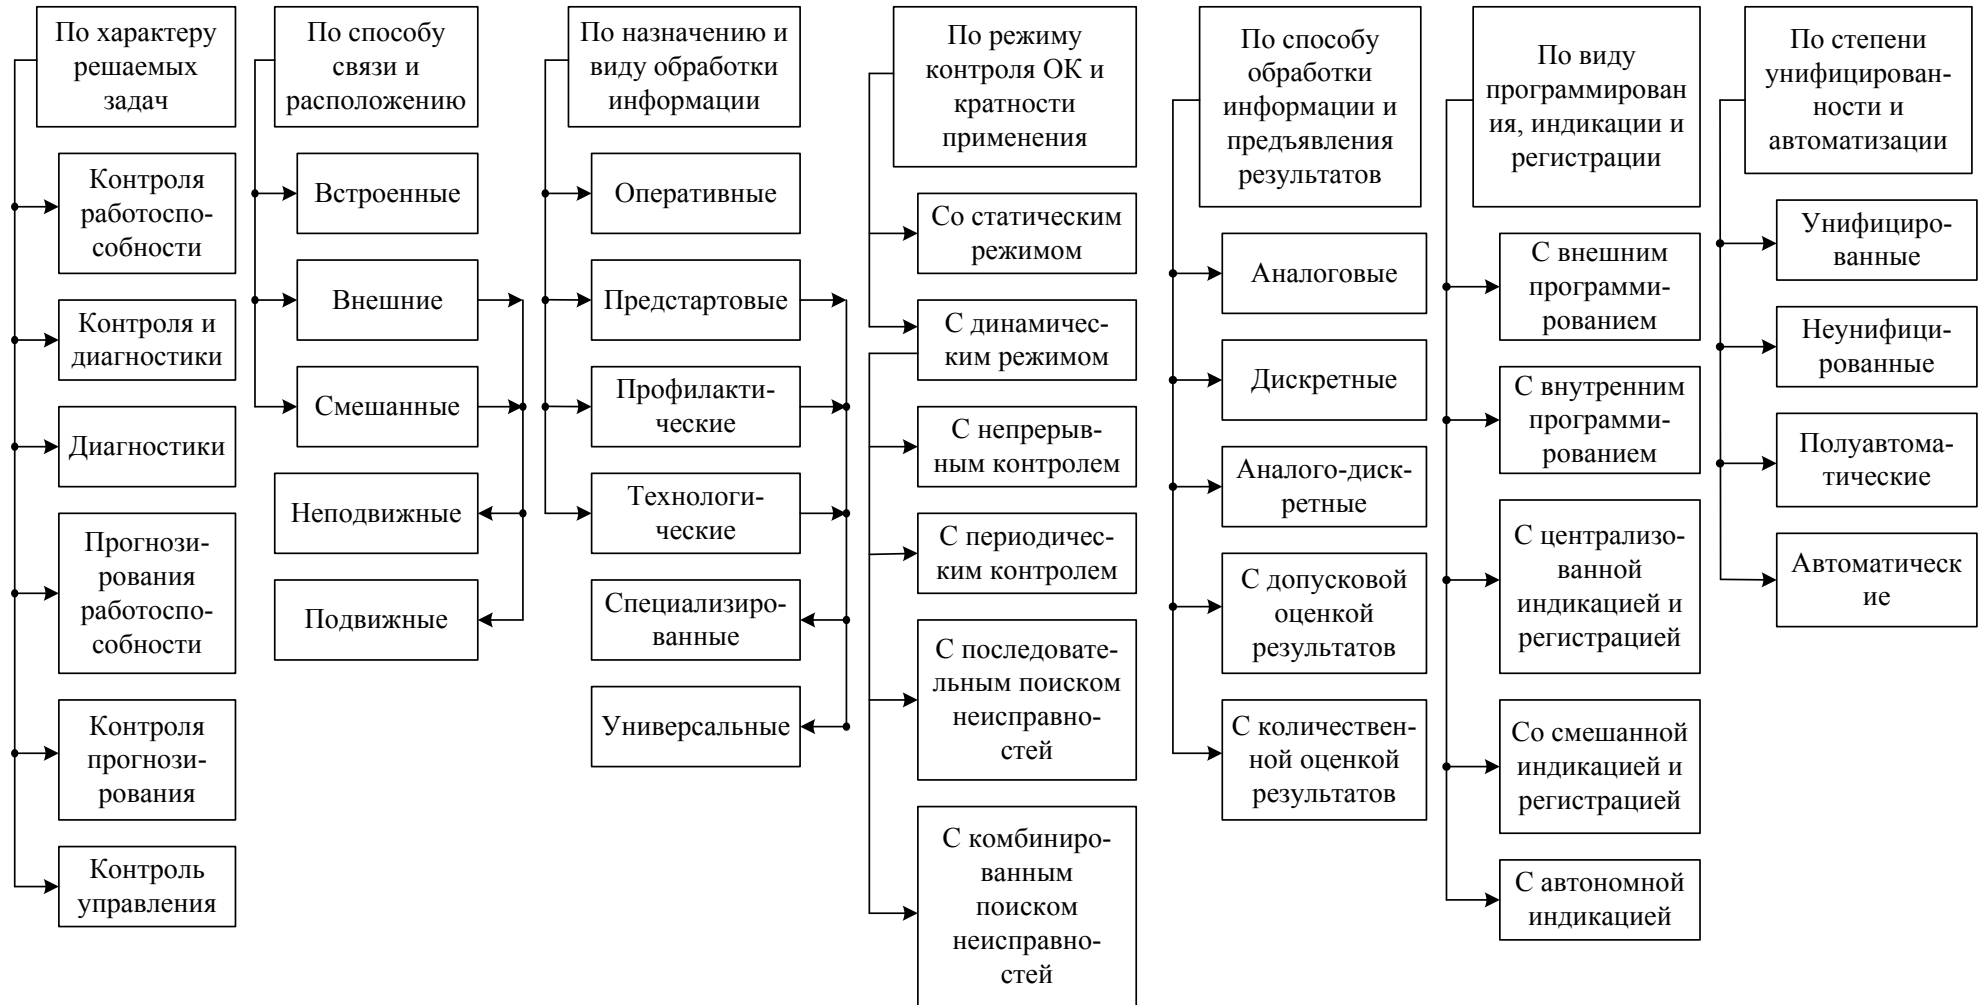 По характеру
решаемых
задач
Контроля
работоспо-
собности
Контроля и
диагностики
Диагностики
Прогнози-
рования
работоспо-
собности
Контроля
прогнози-
рования
Контроль
управления
По способу
связи и
расположению
Встроенные
Внешние
Смешанные
Неподвижные
Подвижные
По назначению и
виду обработки
информации
Оперативные
Предстартовые
Профилакти-
ческие
Технологи-
ческие
Специализиро-
ванные
Универсальные
По режиму
контроля ОК и
кратности
применения
Со статическим
режимом
С динамичес-
ким режимом
С непрерыв-
ным контролем
С периодичес-
ким контролем
С последовате-
льным поиском
неисправно-
стей
С комбиниро-
ванным
поиском
неисправно-
стей
По способу
обработки
информации и
предъявления
результатов
Аналоговые
Дискретные
Аналого-диск-
ретные
С допусковой
оценкой
результатов
С количествен-
ной оценкой
результатов
По виду
программирован
ия, индикации и
регистрации
С внешним
программи-
рованием
С внутренним
программи-
рованием
С централизо-
ванной
индикацией и
регистрацией
Со смешанной
индикацией и
регистрацией
С автономной
индикацией
По степени
унифицирован-
ности и
автоматизации
Унифициро-
ванные
Неунифици-
рованные
Полуавтома-
тические
Автоматическ
ие